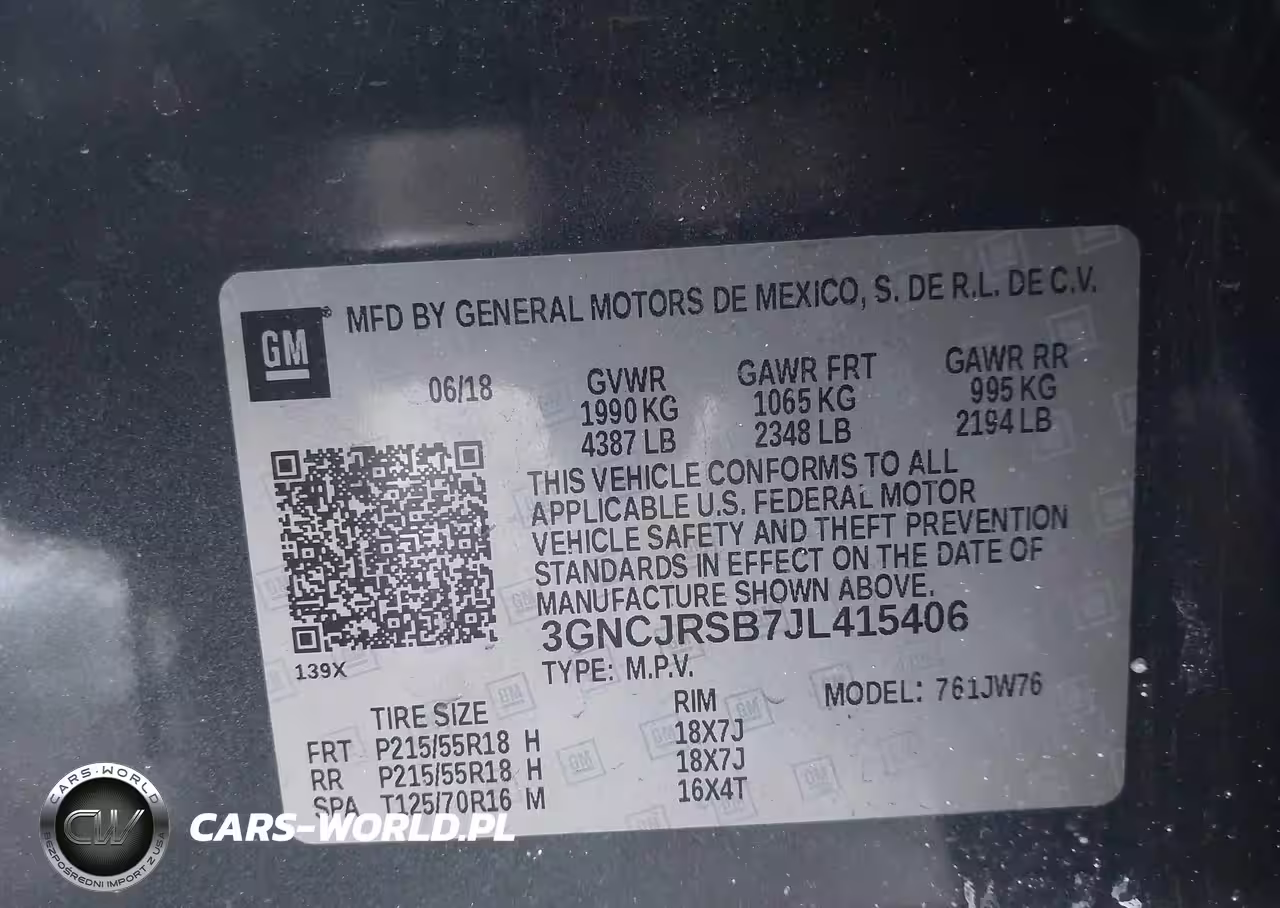 GM® MFD BY GENERAL MOTORS DE MEXICO, S. DE R.L. DE C.V.
06/18 GVWR GAWR FRT GAWR RR
1990 KG 1065 KG 995 KG
4387 LB 2348 LB 2194 LB
THIS VEHICLE CONFORMS TO ALL
APPLICABLE U.S. FEDERAL MOTOR
VEHICLE SAFETY AND THEFT PREVENTION
STANDARDS IN EFFECT ON THE DATE OF
MANUFACTURE SHOWN ABOVE.
3GNCJRSB7JL415406
139X TYPE: M.P.V.
MODEL: 761JW76
TIRE SIZE RIM
FRT P215/55R18 H 18X7J
RR P215/55R18 H 18X7J
SPA T125/70R16 M 16X4T
CARS-WORLD
CW
BEZPOŚREDNI IMPORT Z USA
CARS-WORLD.PL